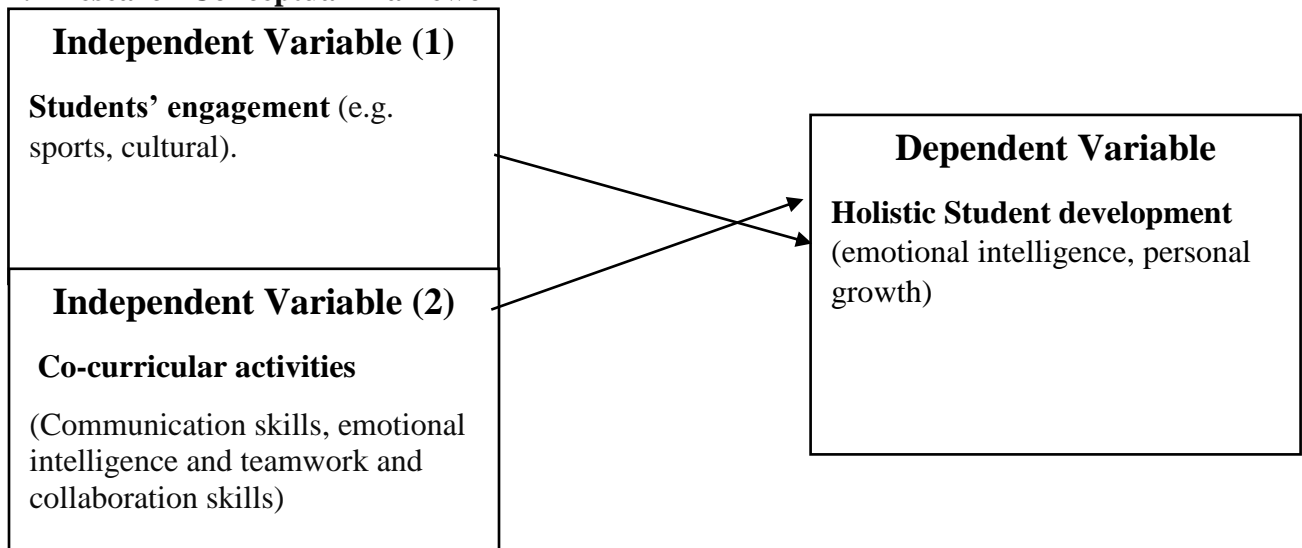 Independent Variable (1)
Students’ engagement (e.g.
sports, cultural).
Independent Variable (2)
Co-curricular activities
(Communication skills, emotional
intelligence and teamwork and
collaboration skills)
Dependent Variable
Holistic Student development
(emotional intelligence, personal
growth)